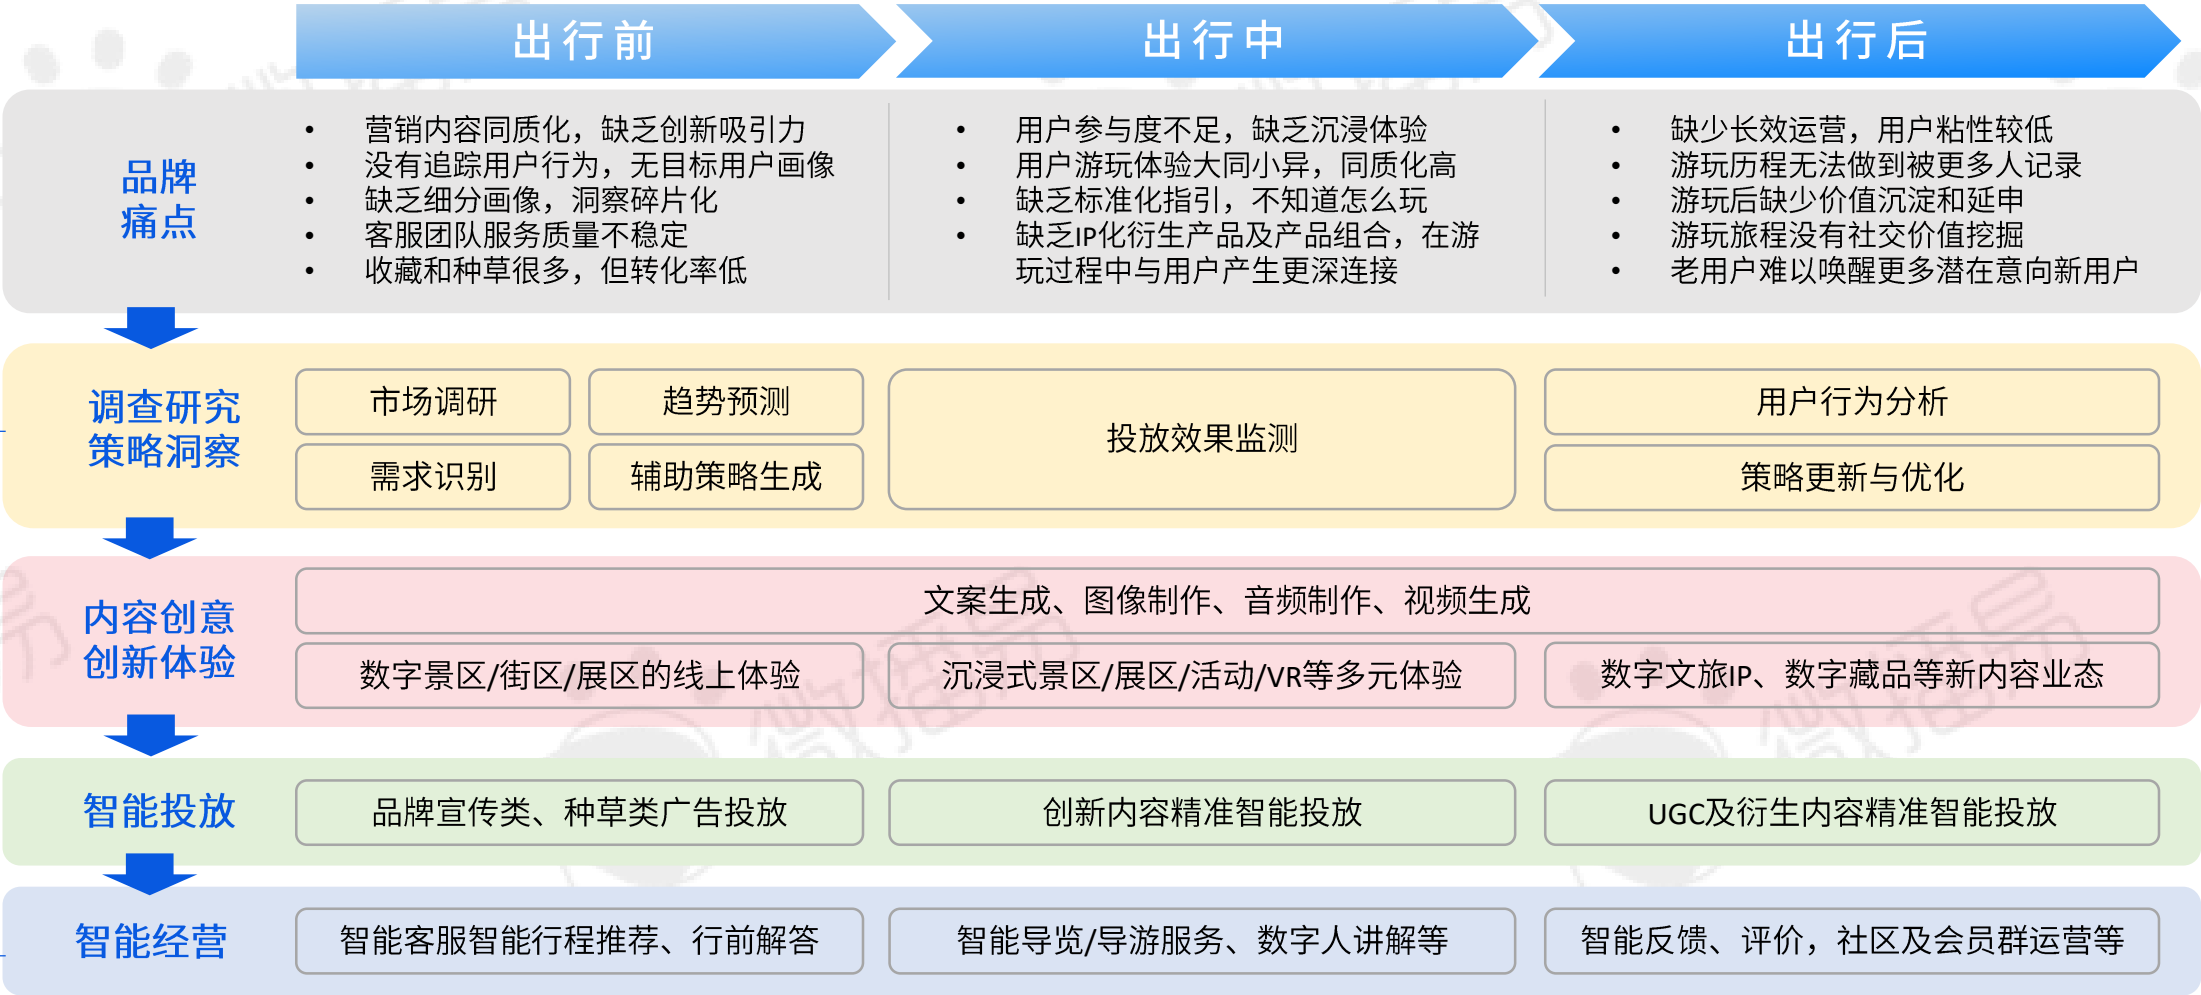 出行前
出行中
出行后
品牌
痛点
• 营销内容同质化，缺乏创新吸引力
• 没有追踪用户行为，无目标用户画像
• 缺乏细分画像，洞察碎片化
• 客服团队服务质量不稳定
• 收藏和种草很多，但转化率低
• 用户参与度不足，缺乏沉浸体验
• 用户游玩体验大同小异，同质化高
• 缺乏标准化指引，不知道怎么玩
• 缺乏IP化衍生产品及产品组合，在游
玩过程中与用户产生更深连接
• 缺少长效运营，用户粘性较低
• 游玩历程无法做到被更多人记录
• 游玩后缺少价值沉淀和延申
• 游玩旅程没有社交价值挖掘
• 老用户难以唤醒更多潜在意向新用户
调查研究
策略洞察
市场调研
趋势预测
需求识别
辅助策略生成
投放效果监测
用户行为分析
策略更新与优化
内容创意
创新体验
文案生成、图像制作、音频制作、视频生成
数字景区/街区/展区的线上体验
沉浸式景区/展区/活动/VR等多元体验
数字文旅IP、数字藏品等新内容业态
智能投放
品牌宣传类、种草类广告投放
创新内容精准智能投放
UGC及衍生内容精准智能投放
智能经营
智能客服智能行程推荐、行前解答
智能导览/导游服务、数字人讲解等
智能反馈、评价，社区及会员群运营等
微播易
微播易